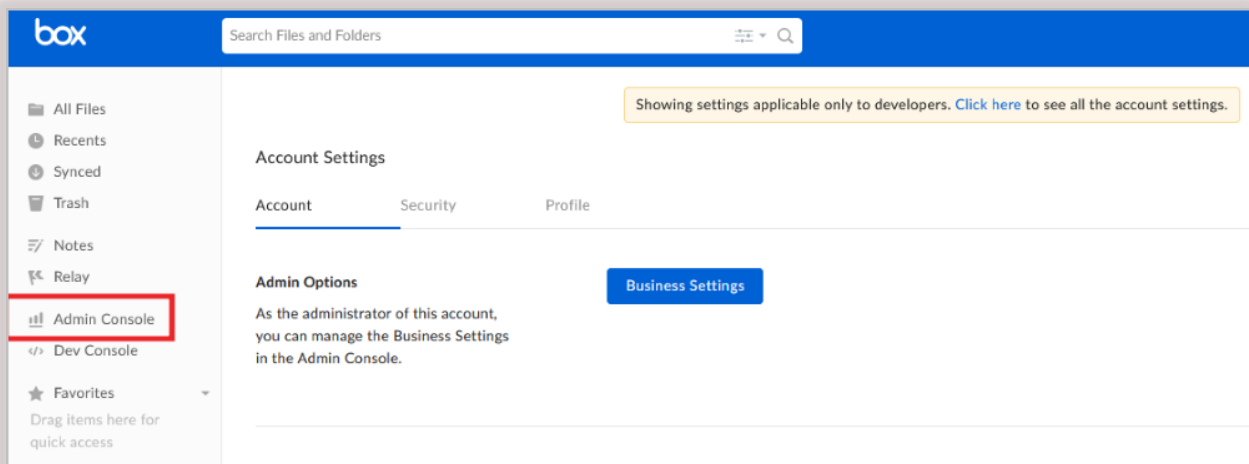 box
Search Files and Folders
Showing settings applicable only to developers. Click here to see all the account settings.
All Files
Recents
Synced
Trash
Notes
Relay
Admin Console
Dev Console
Favorites
Drag items here for
quick access
Account Settings
Account Security Profile
Admin Options
As the administrator of this account,
you can manage the Business Settings
in the Admin Console.
Business Settings